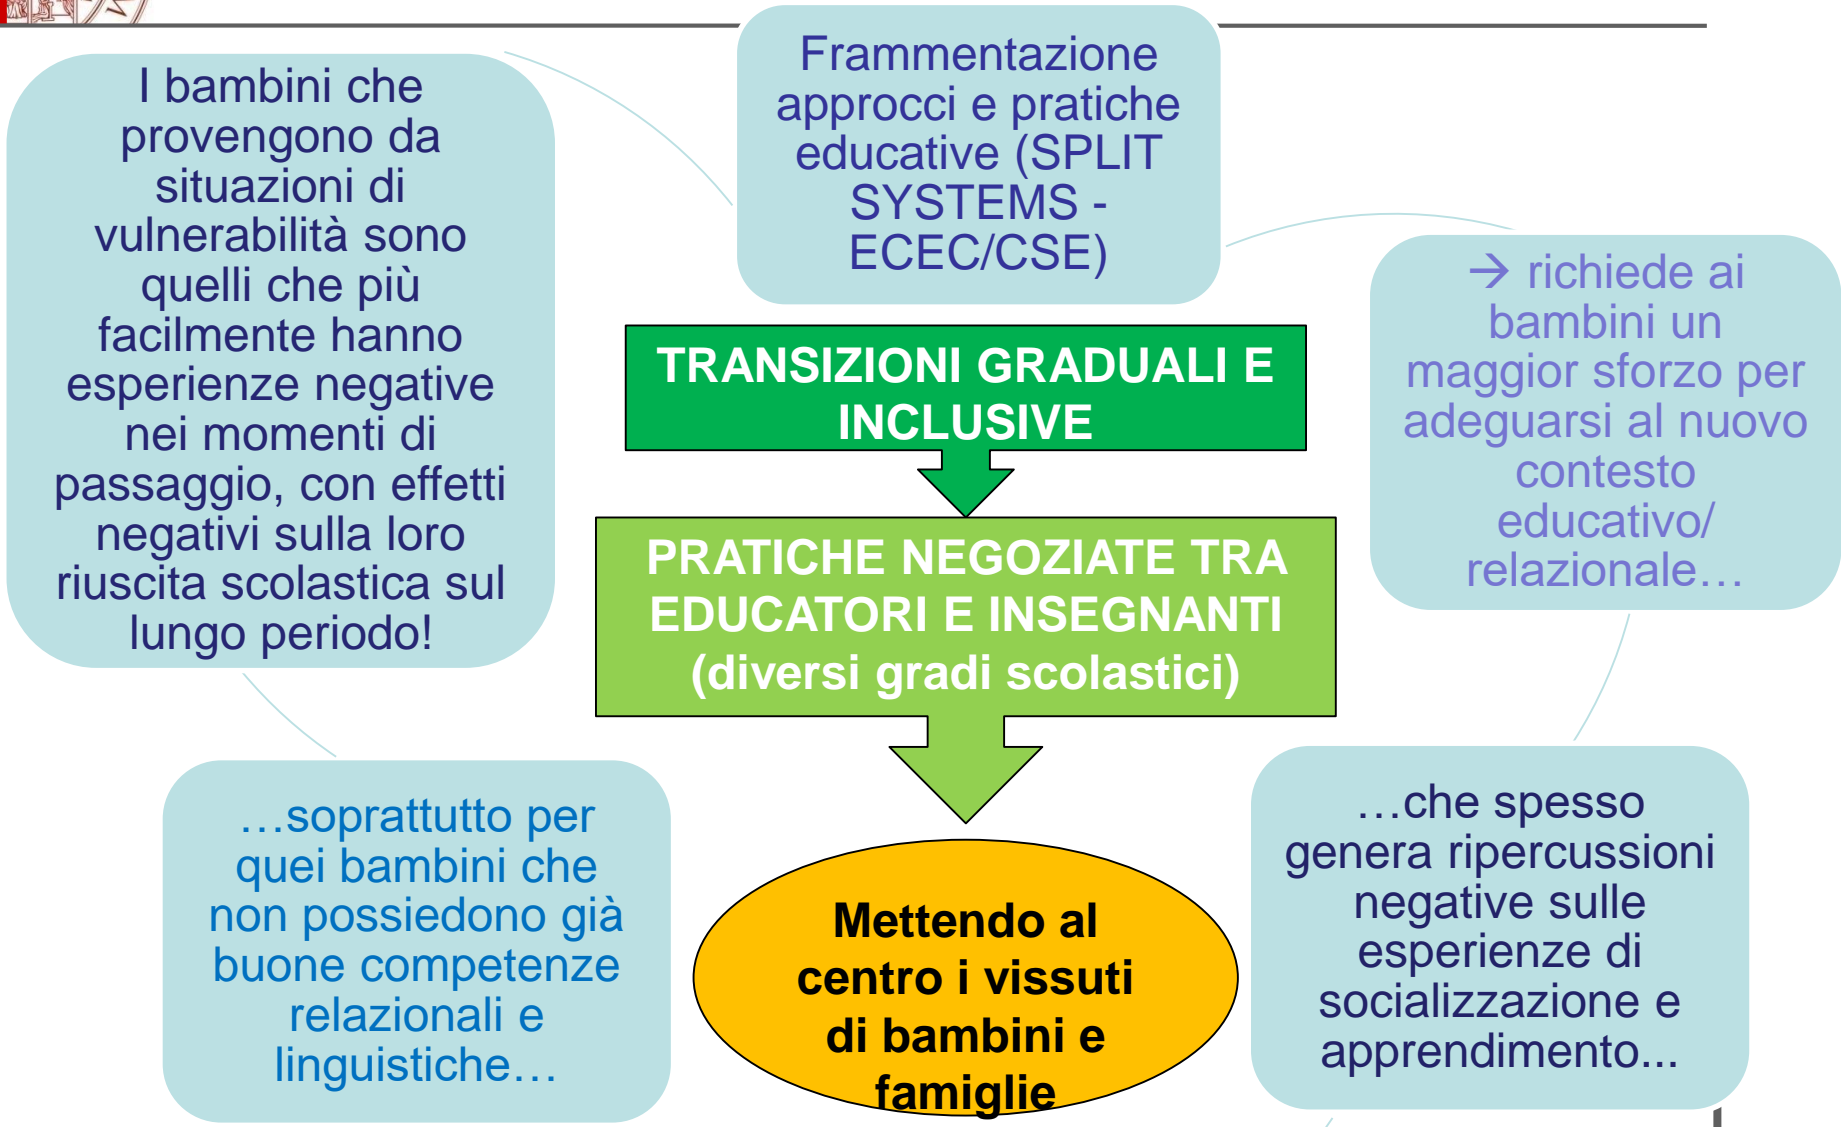 Frammentazione
approcci e pratiche
educative (SPLIT
SYSTEMS -
ECEC/CSE)
→ richiede ai
bambini un
maggior sforzo per
adeguarsi al nuovo
contesto
educativo/
relazionale…
…che spesso
genera ripercussioni
negative sulle
esperienze di
socializzazione e
apprendimento...
…soprattutto per
quei bambini che
non possiedono già
buone competenze
relazionali e
linguistiche…
I bambini che
provengono da
situazioni di
vulnerabilità sono
quelli che più
facilmente hanno
esperienze negative
nei momenti di
passaggio, con effetti
negativi sulla loro
riuscita scolastica sul
lungo periodo!
TRANSIZIONI GRADUALI E
INCLUSIVE
PRATICHE NEGOZIATE TRA
EDUCATORI E INSEGNANTI
(diversi gradi scolastici)
Mettendo al
centro i vissuti
di bambini e
famiglie